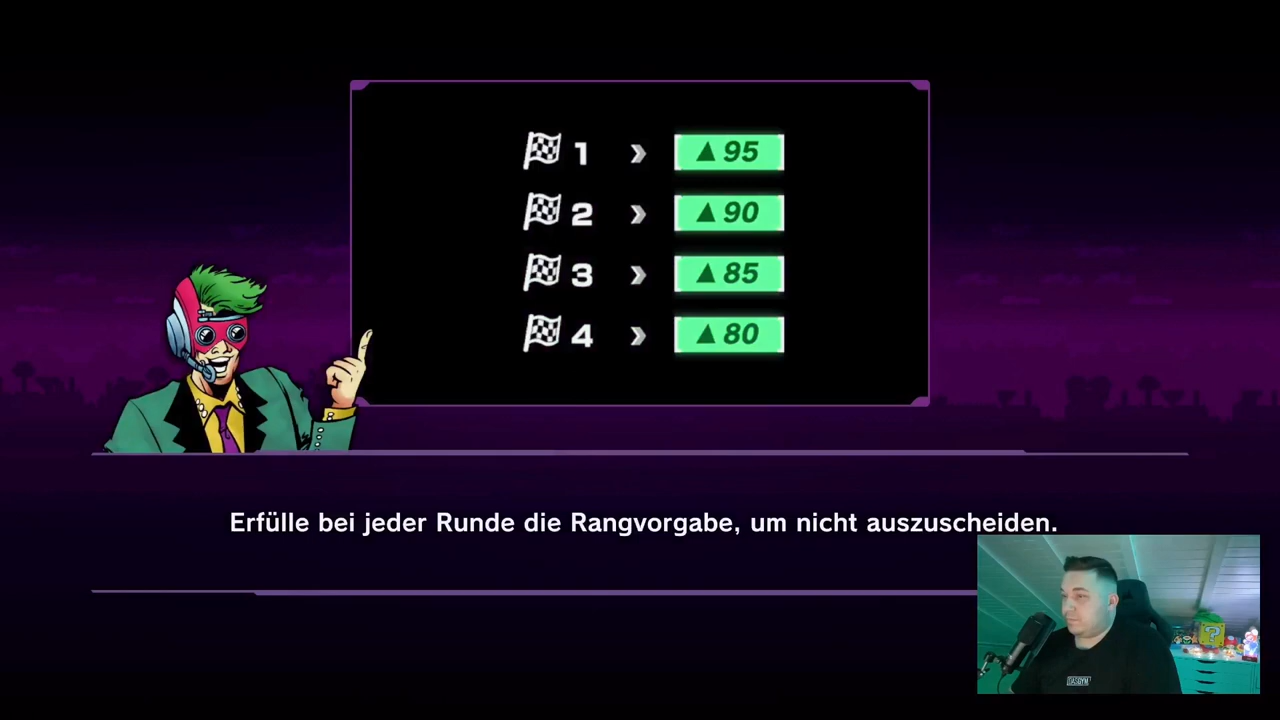 1 » ▲95
2 » ▲90
3 » ▲85
4 » ▲80
Erfülle bei jeder Runde die Rangvorgabe, um nicht auszuscheiden.
?